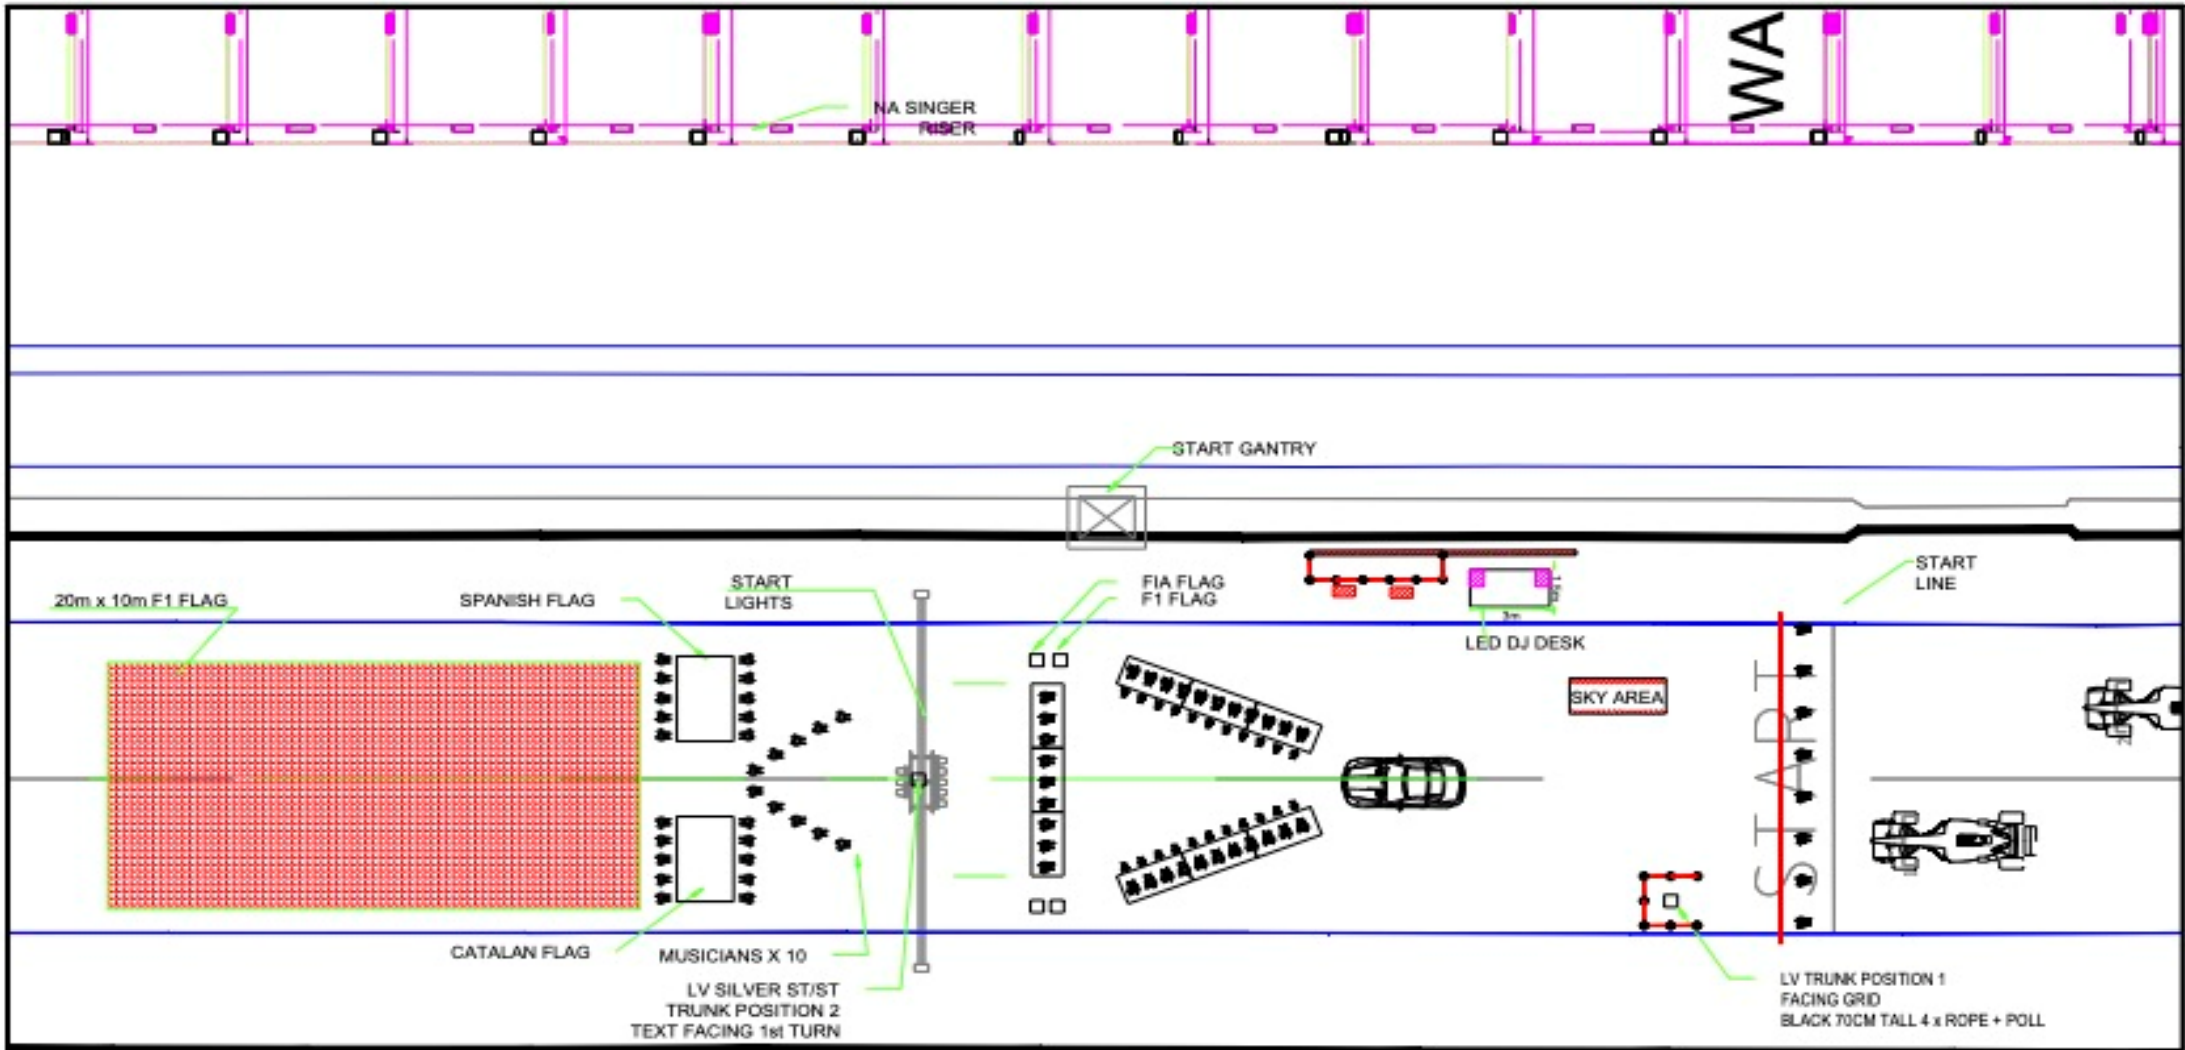 WA
NA SINGER
RISER
START GANTRY
START
LINE
START
LIGHTS
FIA FLAG
F1 FLAG
20m x 10m F1 FLAG
SPANISH FLAG
3m
LED DJ DESK
SKY AREA
START
CATALAN FLAG
MUSICIANS X 10
LV SILVER ST/ST
TRUNK POSITION 2
TEXT FACING 1st TURN
LV TRUNK POSITION 1
FACING GRID
BLACK 70CM TALL 4 x ROPE + POLL